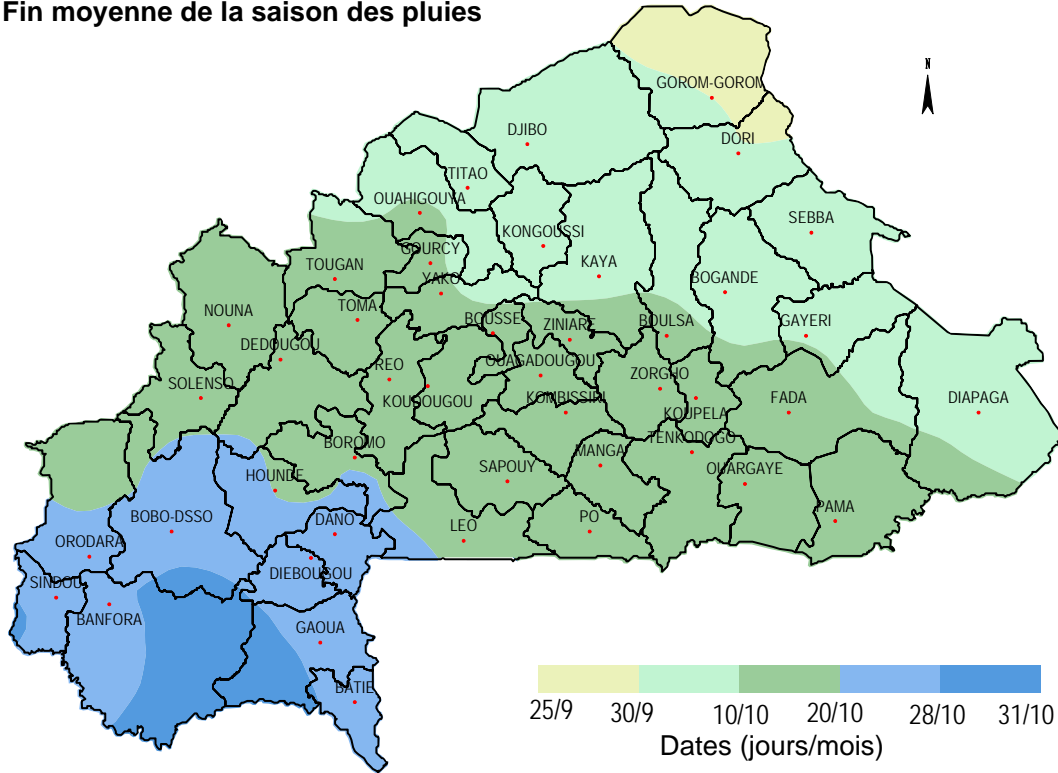 Fin moyenne de la saison des pluies
N
GOROM-GOROM
DJIBO
DORI
TITAO
OUAHIGOUYA
SEBBA
KONGOUSSI
GOURCY
KAYA
TOUGAN
BOGANDE
YAKO
TOMA
NOUNA
BOUSSE
ZINIARE
BOULSA
GAYERI
DEDOUGOU
REO
OUAGADOUGOU
ZORGHO
SOLENSO
KOUDOUGOU
KOMBISSIRI
KOUPELA
FADA
DIAPAGA
BOROMO
TENKODOGO
MANGA
HOUNDE
SAPOUY
OUARGAYE
BOBO-DSSO
DANO
LEO
PO
PAMA
ORODARA
DIEBOUGOU
SINDOU
BANFORA
GAOUA
BATIE
25/9 30/9 10/10 20/10 28/10 31/10
Dates (jours/mois)